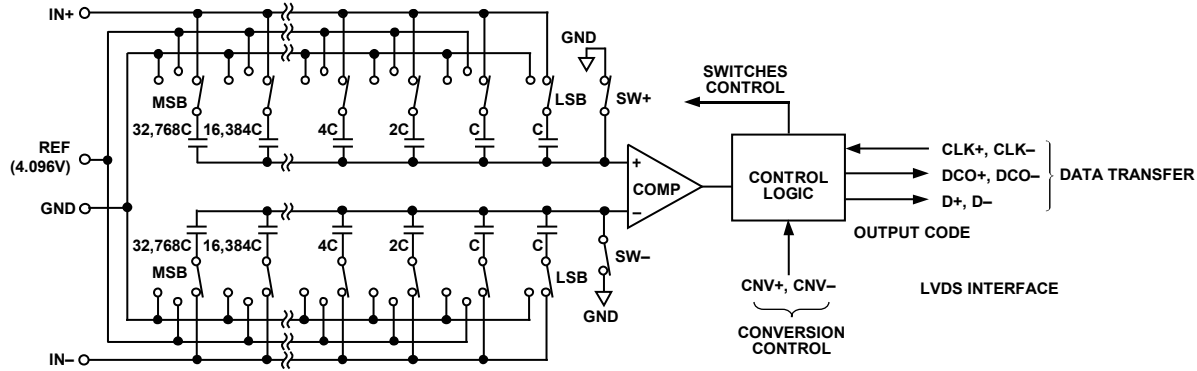 IN+
GND
SWITCHES
CONTROL
MSB
LSB
SW+
32,768C 16,384C 4C 2C C C
REF
(4.096V)
GND
+
COMP
–
CONTROL
LOGIC
CLK+, CLK–
DCO+, DCO–
D+, D–
DATA TRANSFER
OUTPUT CODE
32,768C 16,384C 4C 2C C C
MSB
LSB
SW–
GND
CNV+, CNV–
CONVERSION
CONTROL
LVDS INTERFACE
IN–